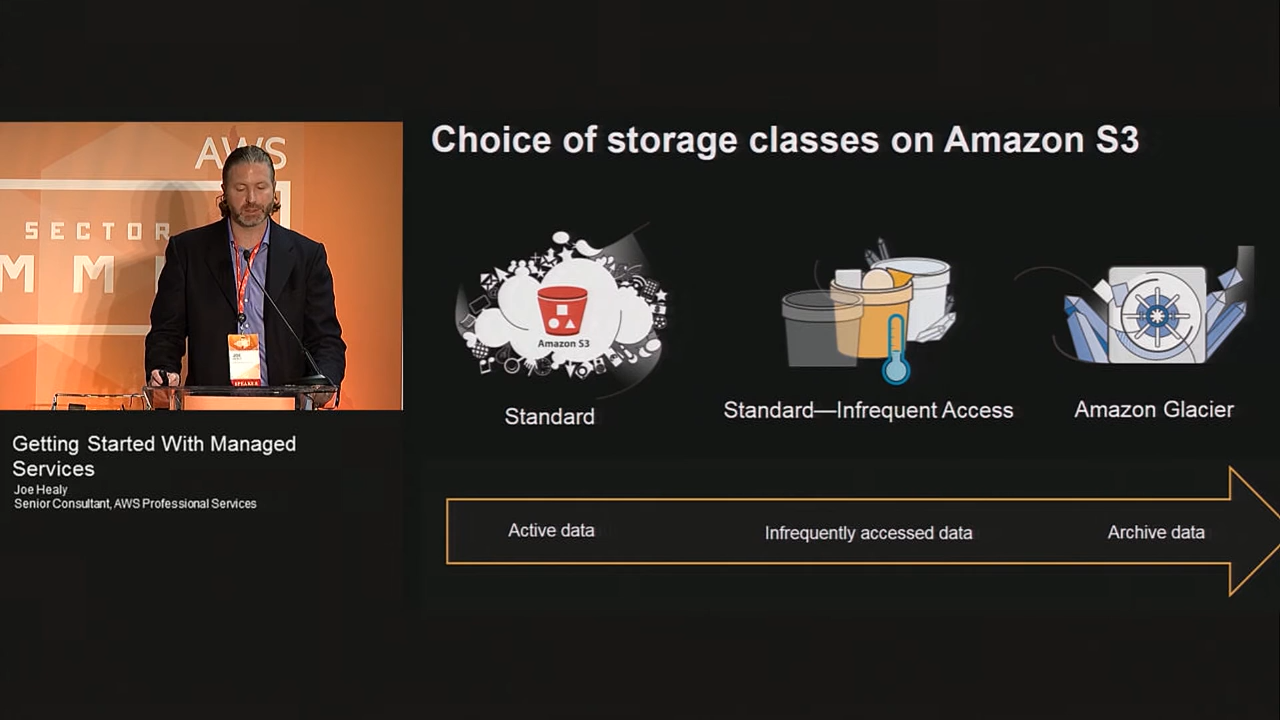 Choice of storage classes on Amazon S3
AWS
SECTOR
Amazon S3
SPEAKER
Standard
Standard—Infrequent Access
Amazon Glacier
Getting Started With Managed
Services
Joe Healy
Senior Consultant, AWS Professional Services
Active data
Infrequently accessed data
Archive data